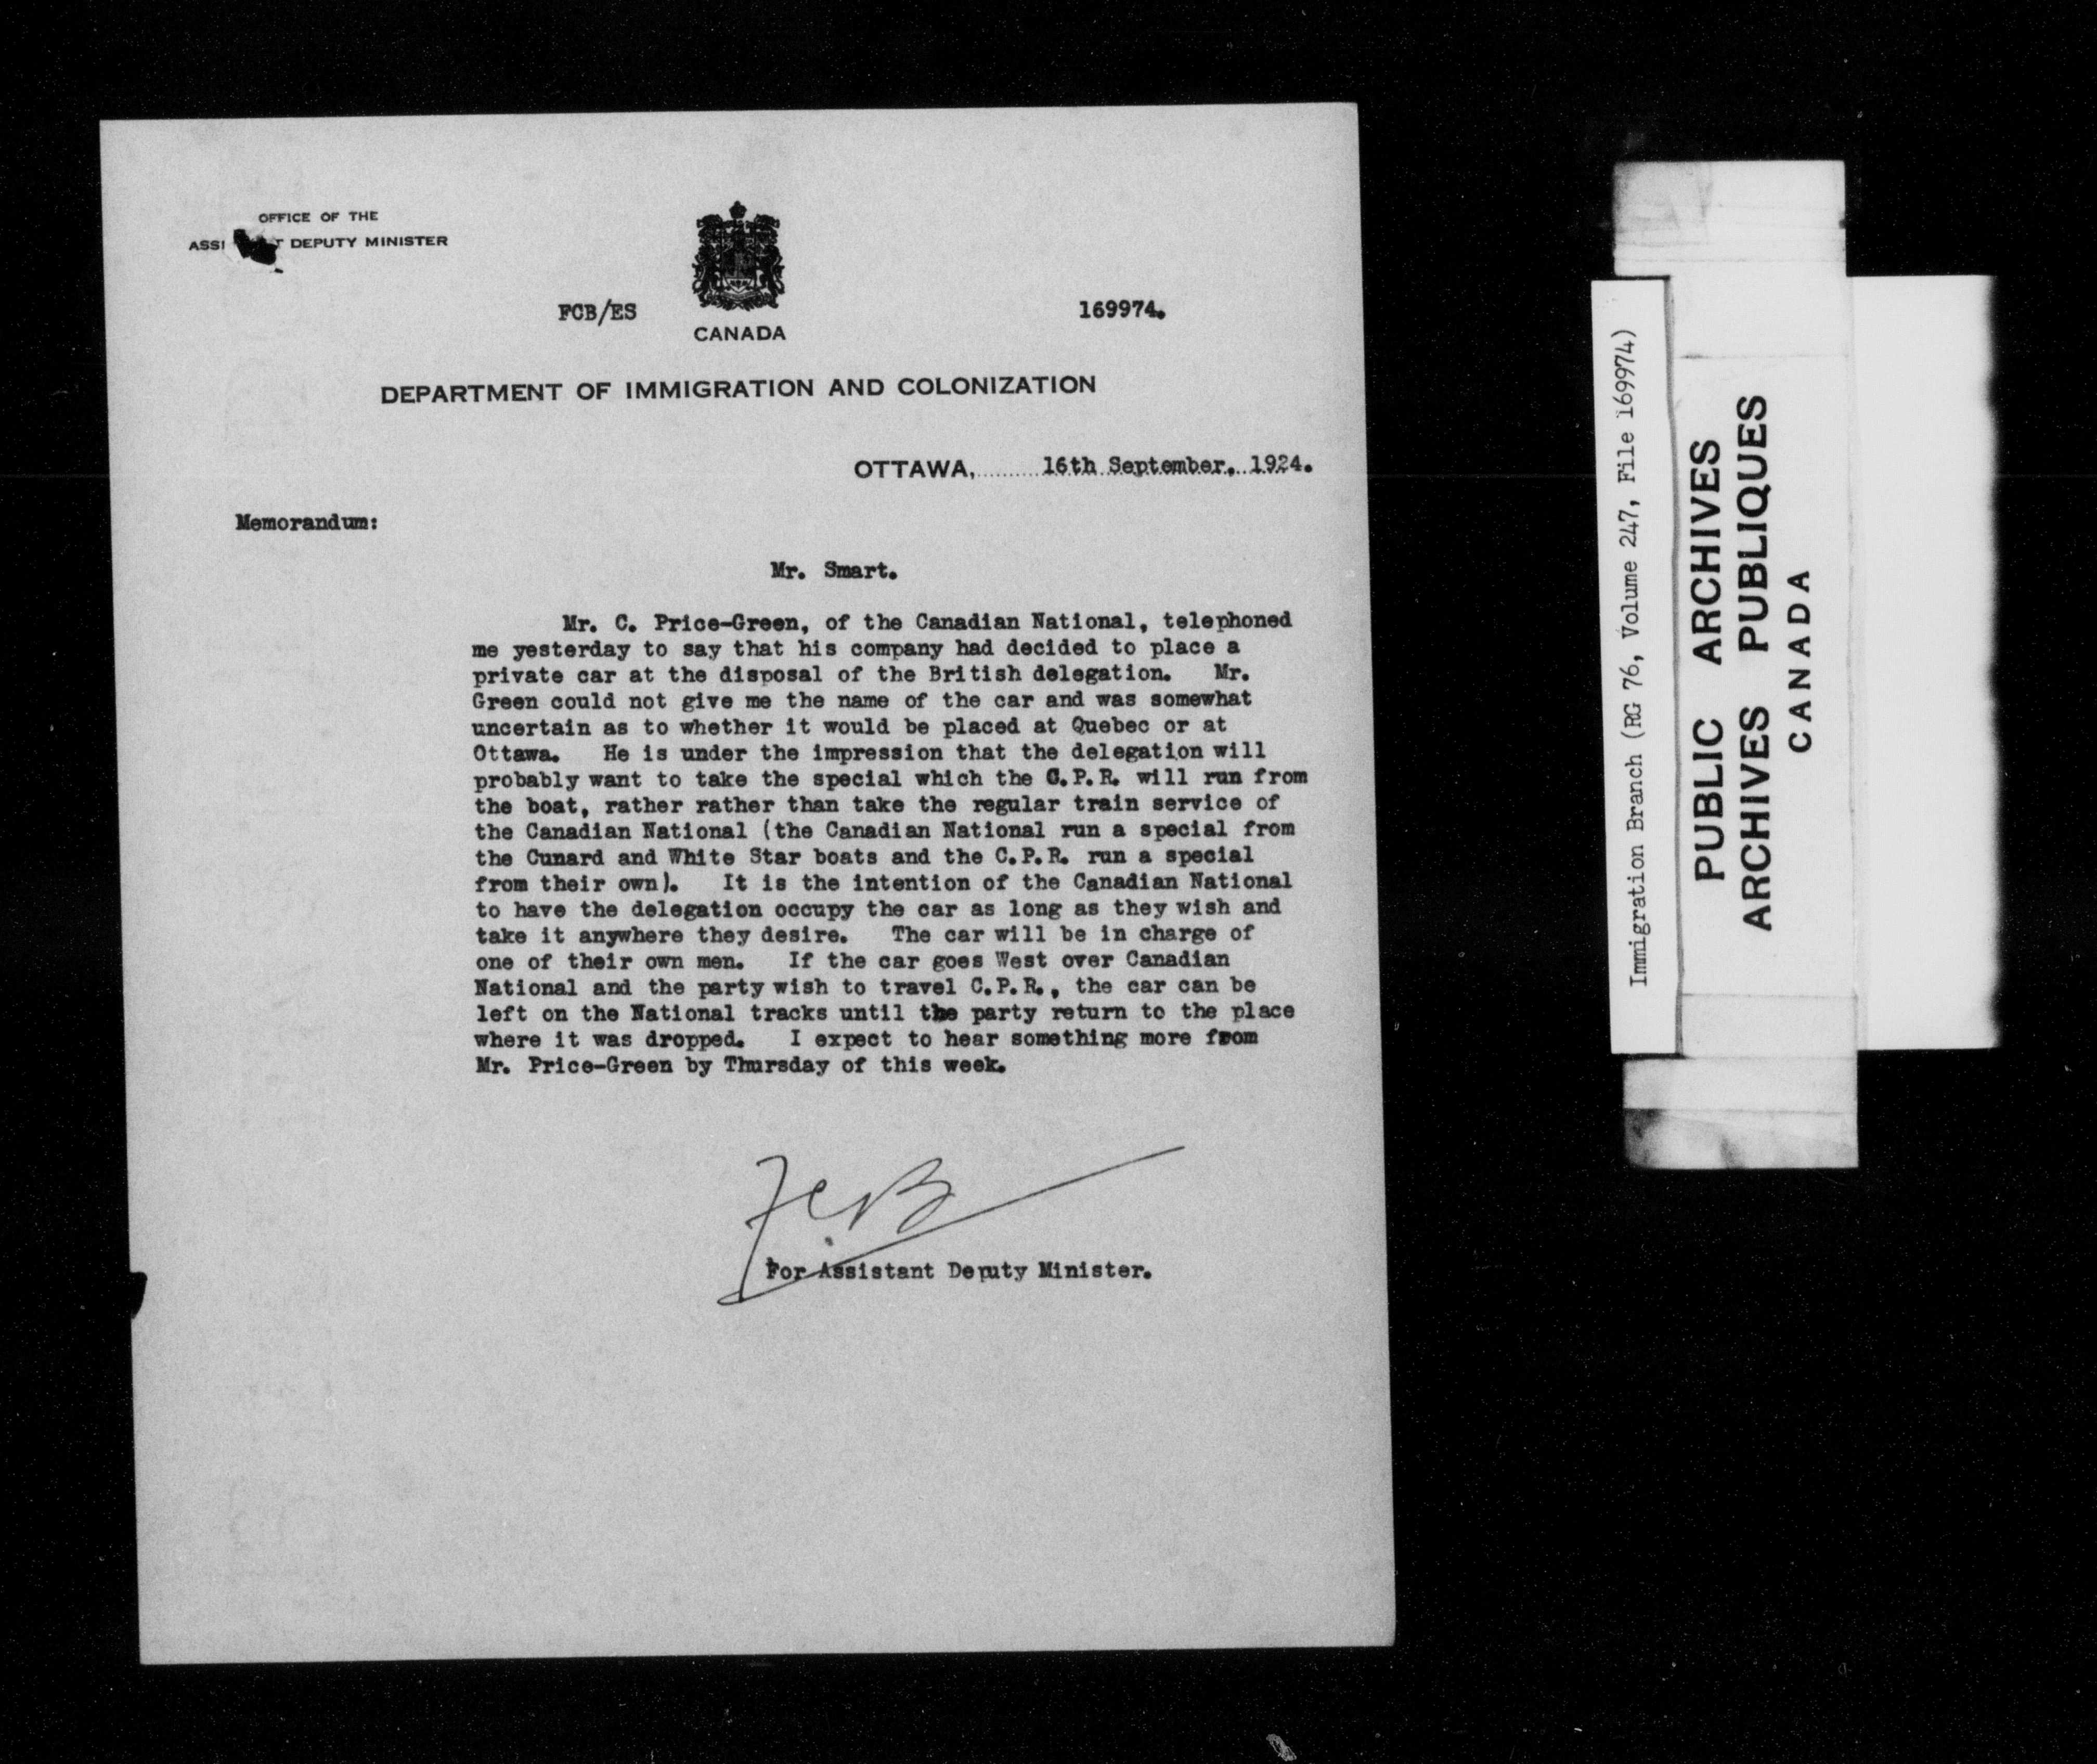 OFFICE OF THE
ASSI T DEPUTY MINISTER
FCB/ES
169974.
CANADA
DEPARTMENT OF IMMIGRATION AND COLONIZATION
OTTAWA, 16th September, 1924.
Memorandum:
Mr. Smart.
Mr. C. Price-Green, of the Canadian National, telephoned
me yesterday to say that his company had decided to place a
private car at the disposal of the British delegation. Mr.
Green could not give me the name of the car and was somewhat
uncertain as to whether it would be placed at Quebec or at
Ottawa. He is under the impression that the delegation will
probably want to take the special which the C.P.R. will run from
the boat, rather rather than take the regular train service of
the Canadian National (the Canadian National run a special from
the Cunard and White Star boats and the C.P.R. run a special
from their own). It is the intention of the Canadian National
to have the delegation occupy the car as long as they wish and
take it anywhere they desire. The car will be in charge of
one of their own men. If the car goes West over Canadian
National and the party wish to travel C.P.R., the car can be
left on the National tracks until the party return to the place
where it was dropped. I expect to hear something more from
Mr. Price-Green by Thursday of this week.
FCB
For Assistant Deputy Minister.
Immigration Branch (RG 76, Volume 247, File 169974)
PUBLIC ARCHIVES
ARCHIVES PUBLIQUES
CANADA